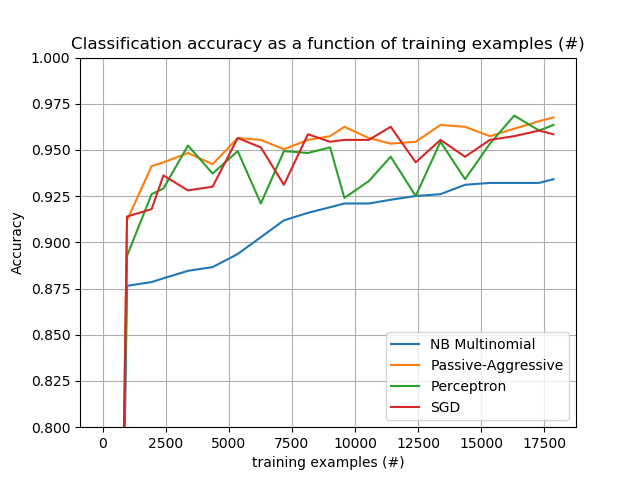 Classification accuracy as a function of training examples (#)
1.000
0.975
0.950
0.925
0.900
0.875
0.850
0.825
0.800
Accuracy
NB Multinomial
Passive-Aggressive
Perceptron
SGD
0 2500 5000 7500 10000 12500 15000 17500
training examples (#)